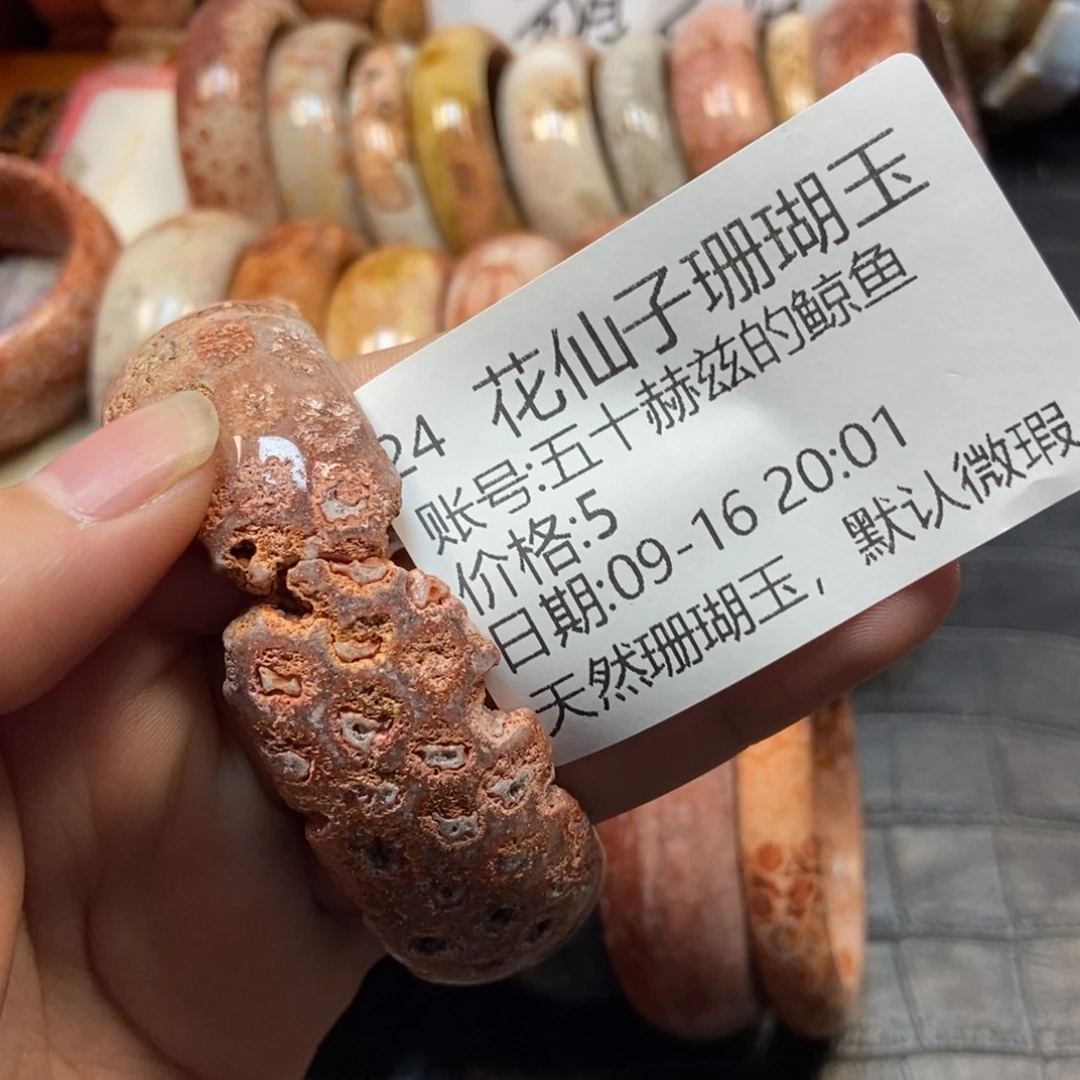 花仙子珊瑚玉
24
账号:五十赫兹的鲸鱼
价格:5
日期:09-16 20:01
天然珊瑚玉，默认微瑕